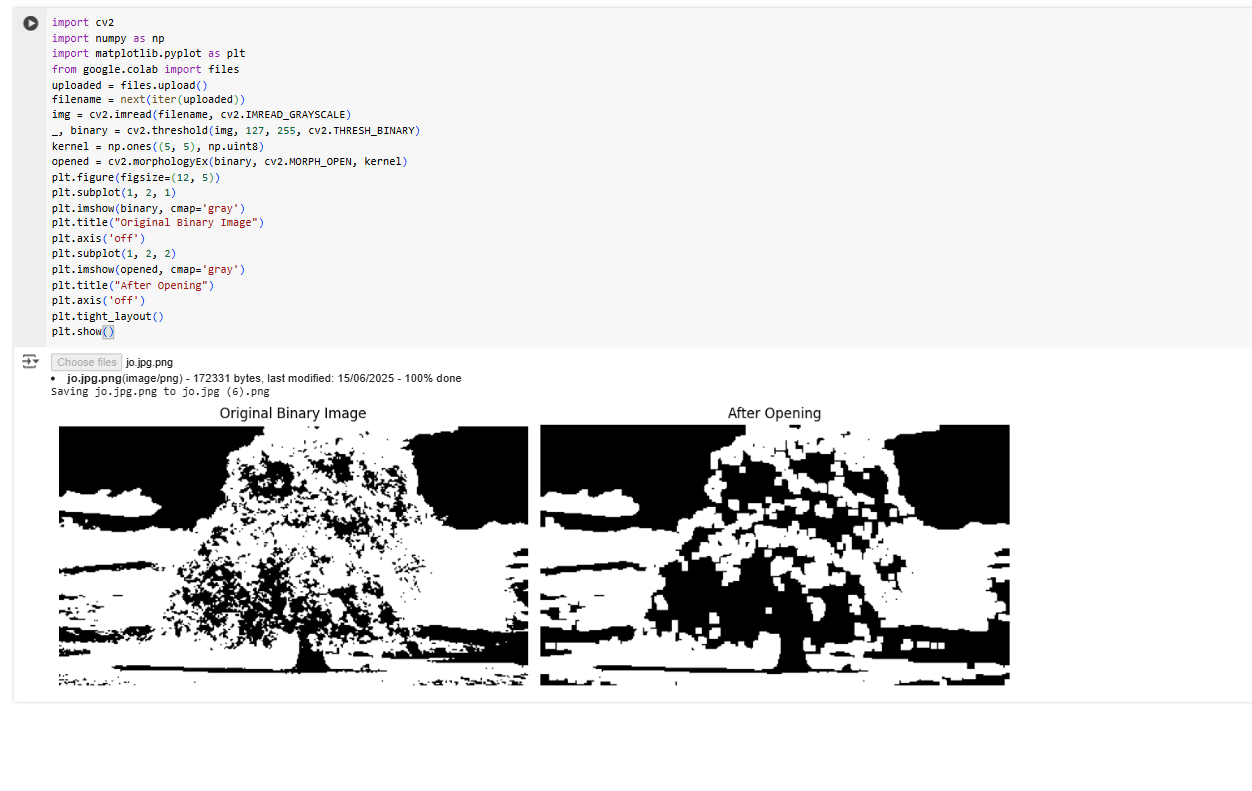 import cv2
import numpy as np
import matplotlib.pyplot as plt
from google.colab import files
uploaded = files.upload()
filename = next(iter(uploaded))
img = cv2.imread(filename, cv2.IMREAD_GRAYSCALE)
_, binary = cv2.threshold(img, 127, 255, cv2.THRESH_BINARY)
kernel = np.ones((5, 5), np.uint8)
opened = cv2.morphologyEx(binary, cv2.MORPH_OPEN, kernel)
plt.figure(figsize=(12, 5))
plt.subplot(1, 2, 1)
plt.imshow(binary, cmap='gray')
plt.title("Original Binary Image")
plt.axis('off')
plt.subplot(1, 2, 2)
plt.imshow(opened, cmap='gray')
plt.title("After Opening")
plt.axis('off')
plt.tight_layout()
plt.show()
Choose files jo.jpg.png
• jo.jpg.png(image/png) - 172331 bytes, last modified: 15/06/2025 - 100% done
Saving jo.jpg.png to jo.jpg (6).png
Original Binary Image After Opening